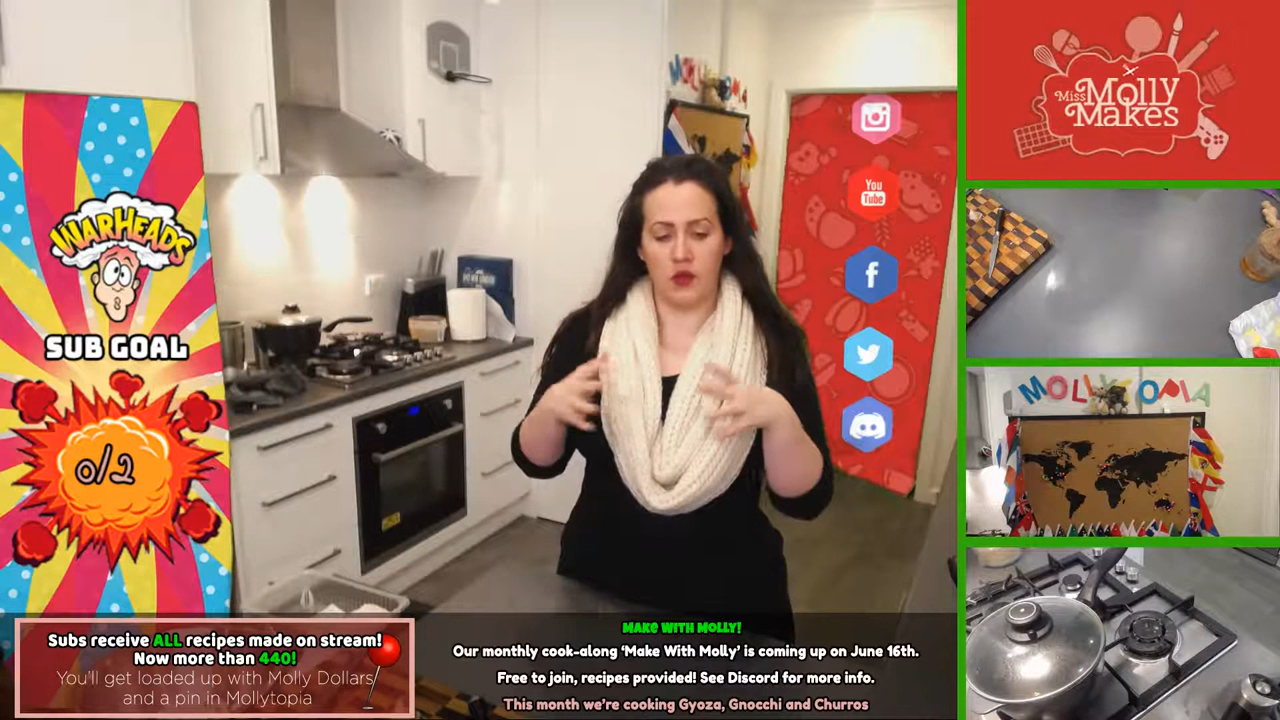 WARHEADS
SUB GOAL
0/2
Subs receive ALL recipes made on stream!
Now more than 440!
You'll get loaded up with Molly Dollars
and a pin in Mollytopia
You
Tube
MAKE WITH MOLLY!
Our monthly cook-along ‘Make With Molly’ is coming up on June 16th.
Free to join, recipes provided! See Discord for more info.
This month we're cooking Gyoza, Gnocchi and Churros
Miss Molly
Makes
MOLLYTOPIA